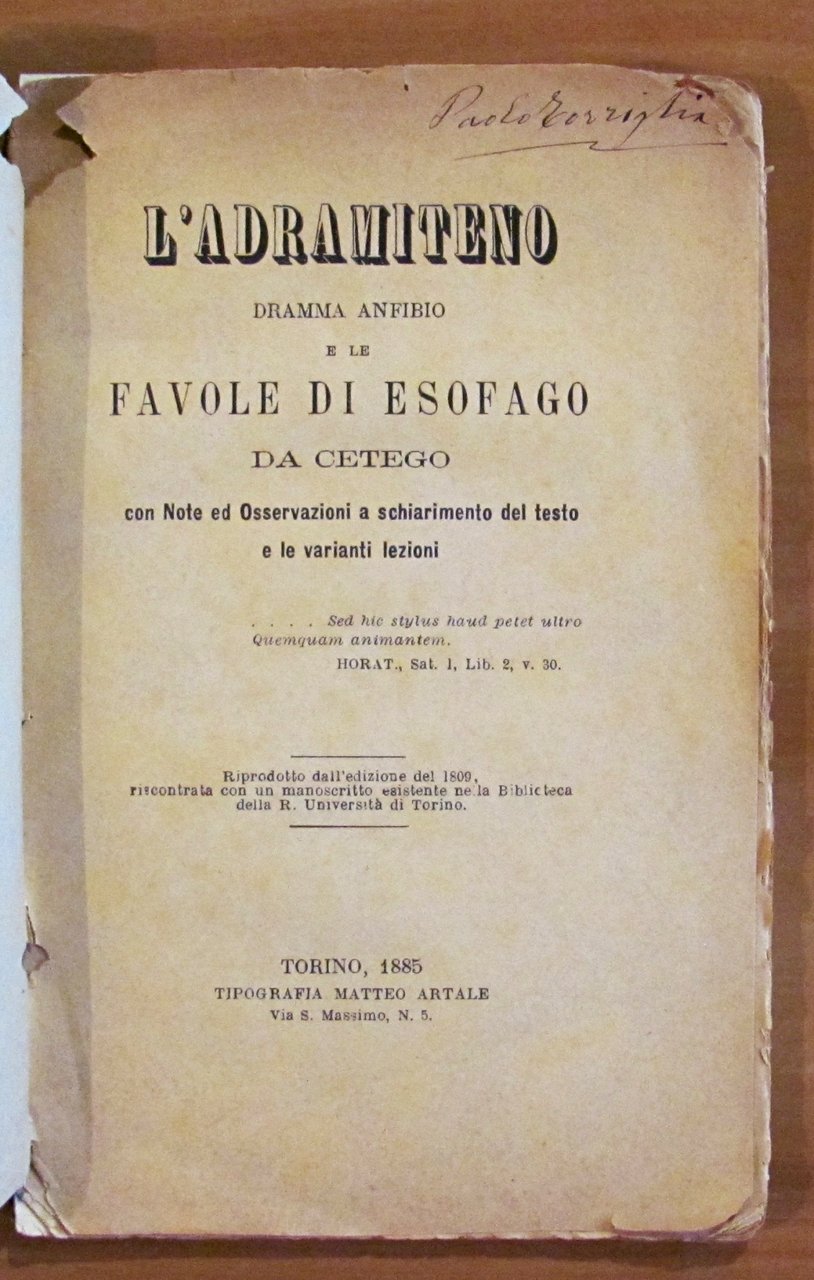 Paolo Torriglia
L'ADRAMITENO
DRAMMA ANFIBIO
E LE
FAVOLE DI ESOFAGO
DA CETEGO
con Note ed Osservazioni a schiarimento del testo
e le varianti lezioni
. . . . Sed hic stylus haud petet ultro
Quemquam animantem.
HORAT., Sat. 1, Lib. 2, v. 30.
Riprodotto dall'edizione del 1809,
riscontrata con un manoscritto esistente nella Biblioteca
della R. Università di Torino.
TORINO, 1885
TIPOGRAFIA MATTEO ARTALE
Via S. Massimo, N. 5.